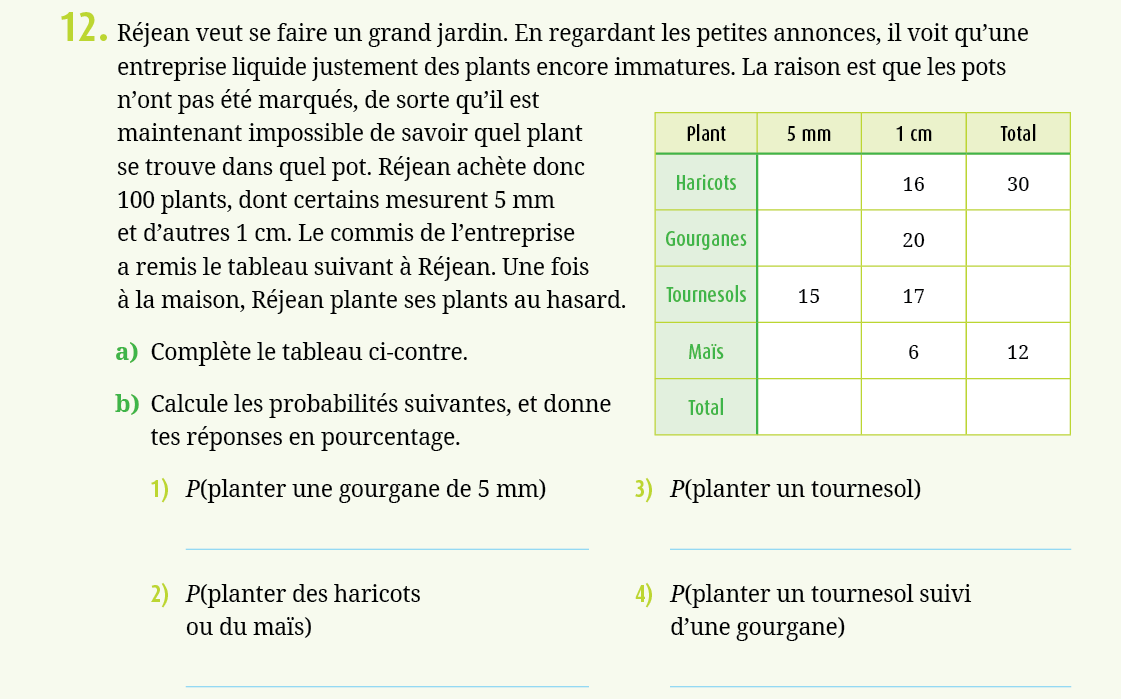 12. Réjean veut se faire un grand jardin. En regardant les petites annonces, il voit qu’une
entreprise liquide justement des plants encore immatures. La raison est que les pots
n’ont pas été marqués, de sorte qu’il est
maintenant impossible de savoir quel plant
se trouve dans quel pot. Réjean achète donc
100 plants, dont certains mesurent 5 mm
et d’autres 1 cm. Le commis de l’entreprise
a remis le tableau suivant à Réjean. Une fois
à la maison, Réjean plante ses plants au hasard.
Plant 5 mm 1 cm Total
Haricots 16 30
Gourganes 20
Tournesols 15 17
Maïs 6 12
Total
a) Complète le tableau ci-contre.
b) Calcule les probabilités suivantes, et donne
tes réponses en pourcentage.
1) P(planter une gourgane de 5 mm)
3) P(planter un tournesol)
2) P(planter des haricots
ou du maïs)
4) P(planter un tournesol suivi
d’une gourgane)